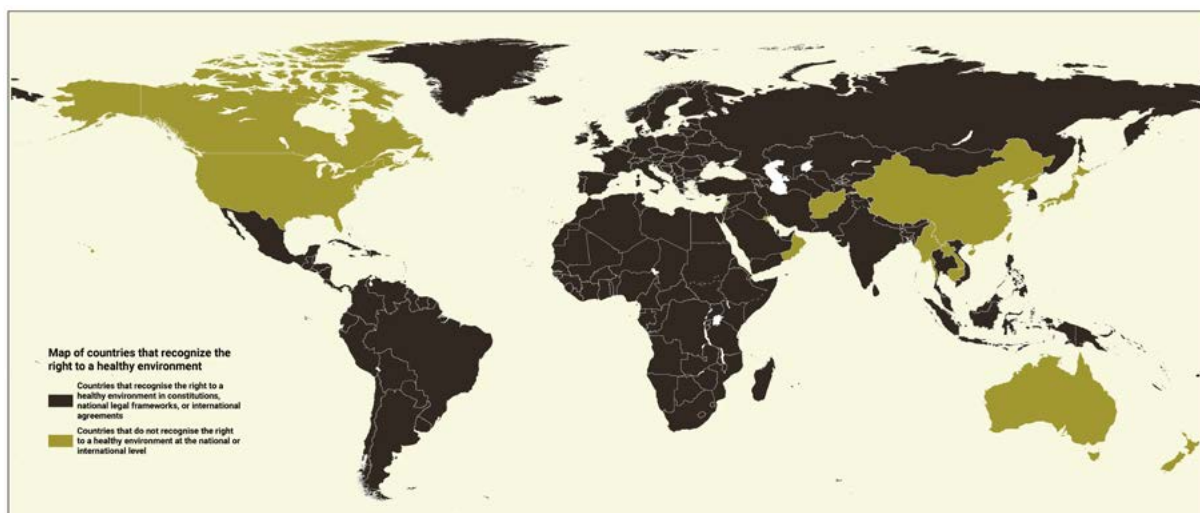 Map of countries that recognize the
right to a healthy environment
Countries that recognise the right to a
healthy environment in constitutions,
national legal frameworks, or international
agreements
Countries that do not recognise the right
to a healthy environment at the national or
international level